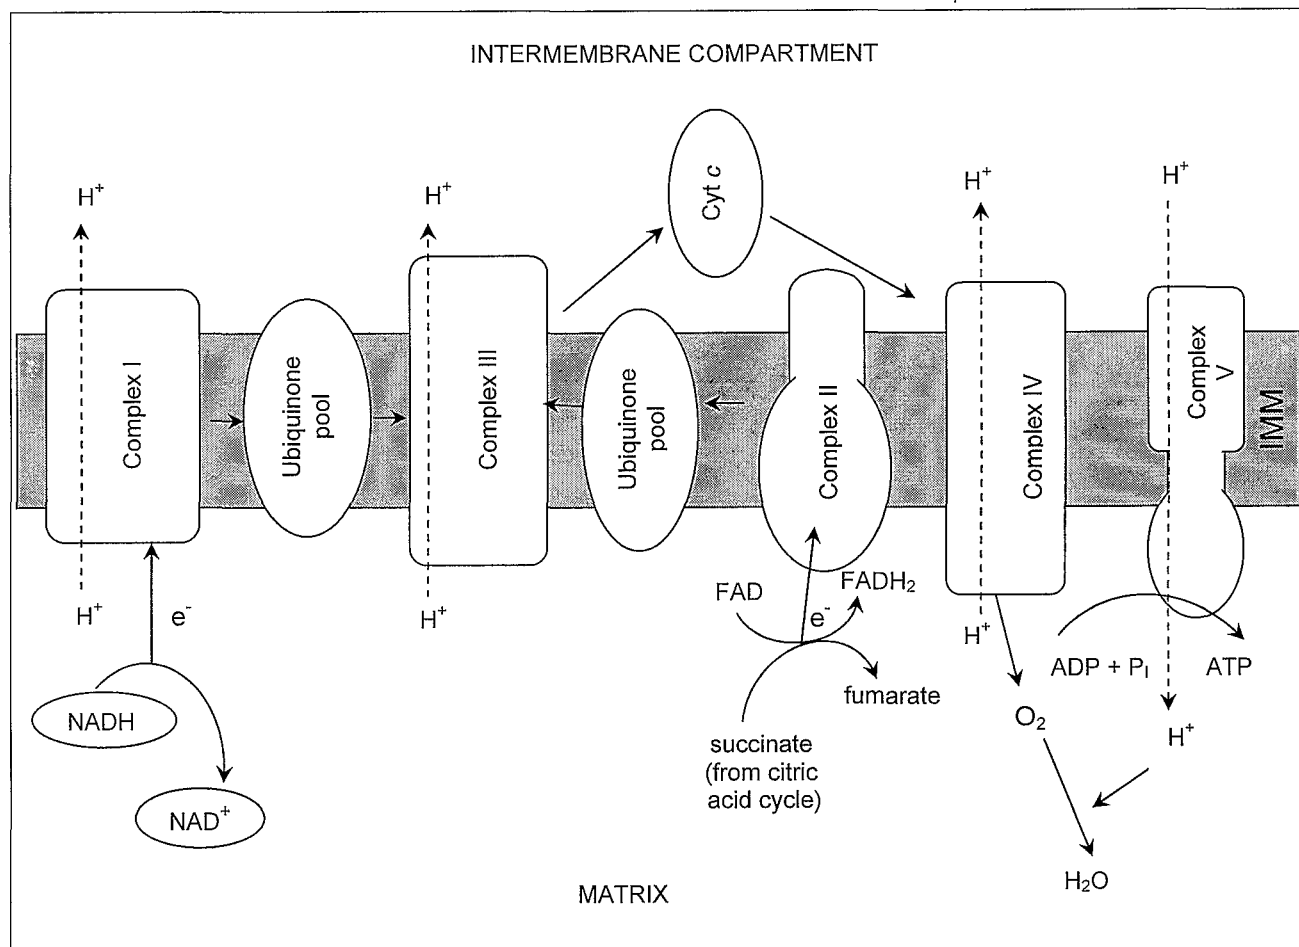 INTERMEMBRANE COMPARTMENT
Cyt c
H⁺
H⁺
H⁺
H⁺
Complex I
Ubiquinone
pool
Complex III
Ubiquinone
pool
Complex II
Complex IV
Complex
V
IMM
H⁺
e⁻
H⁺
FAD
FADH₂
e⁻
H⁺
ADP + Pᵢ
ATP
NADH
fumarate
O₂
H⁺
succinate
(from citric
acid cycle)
NAD⁺
H₂O
MATRIX